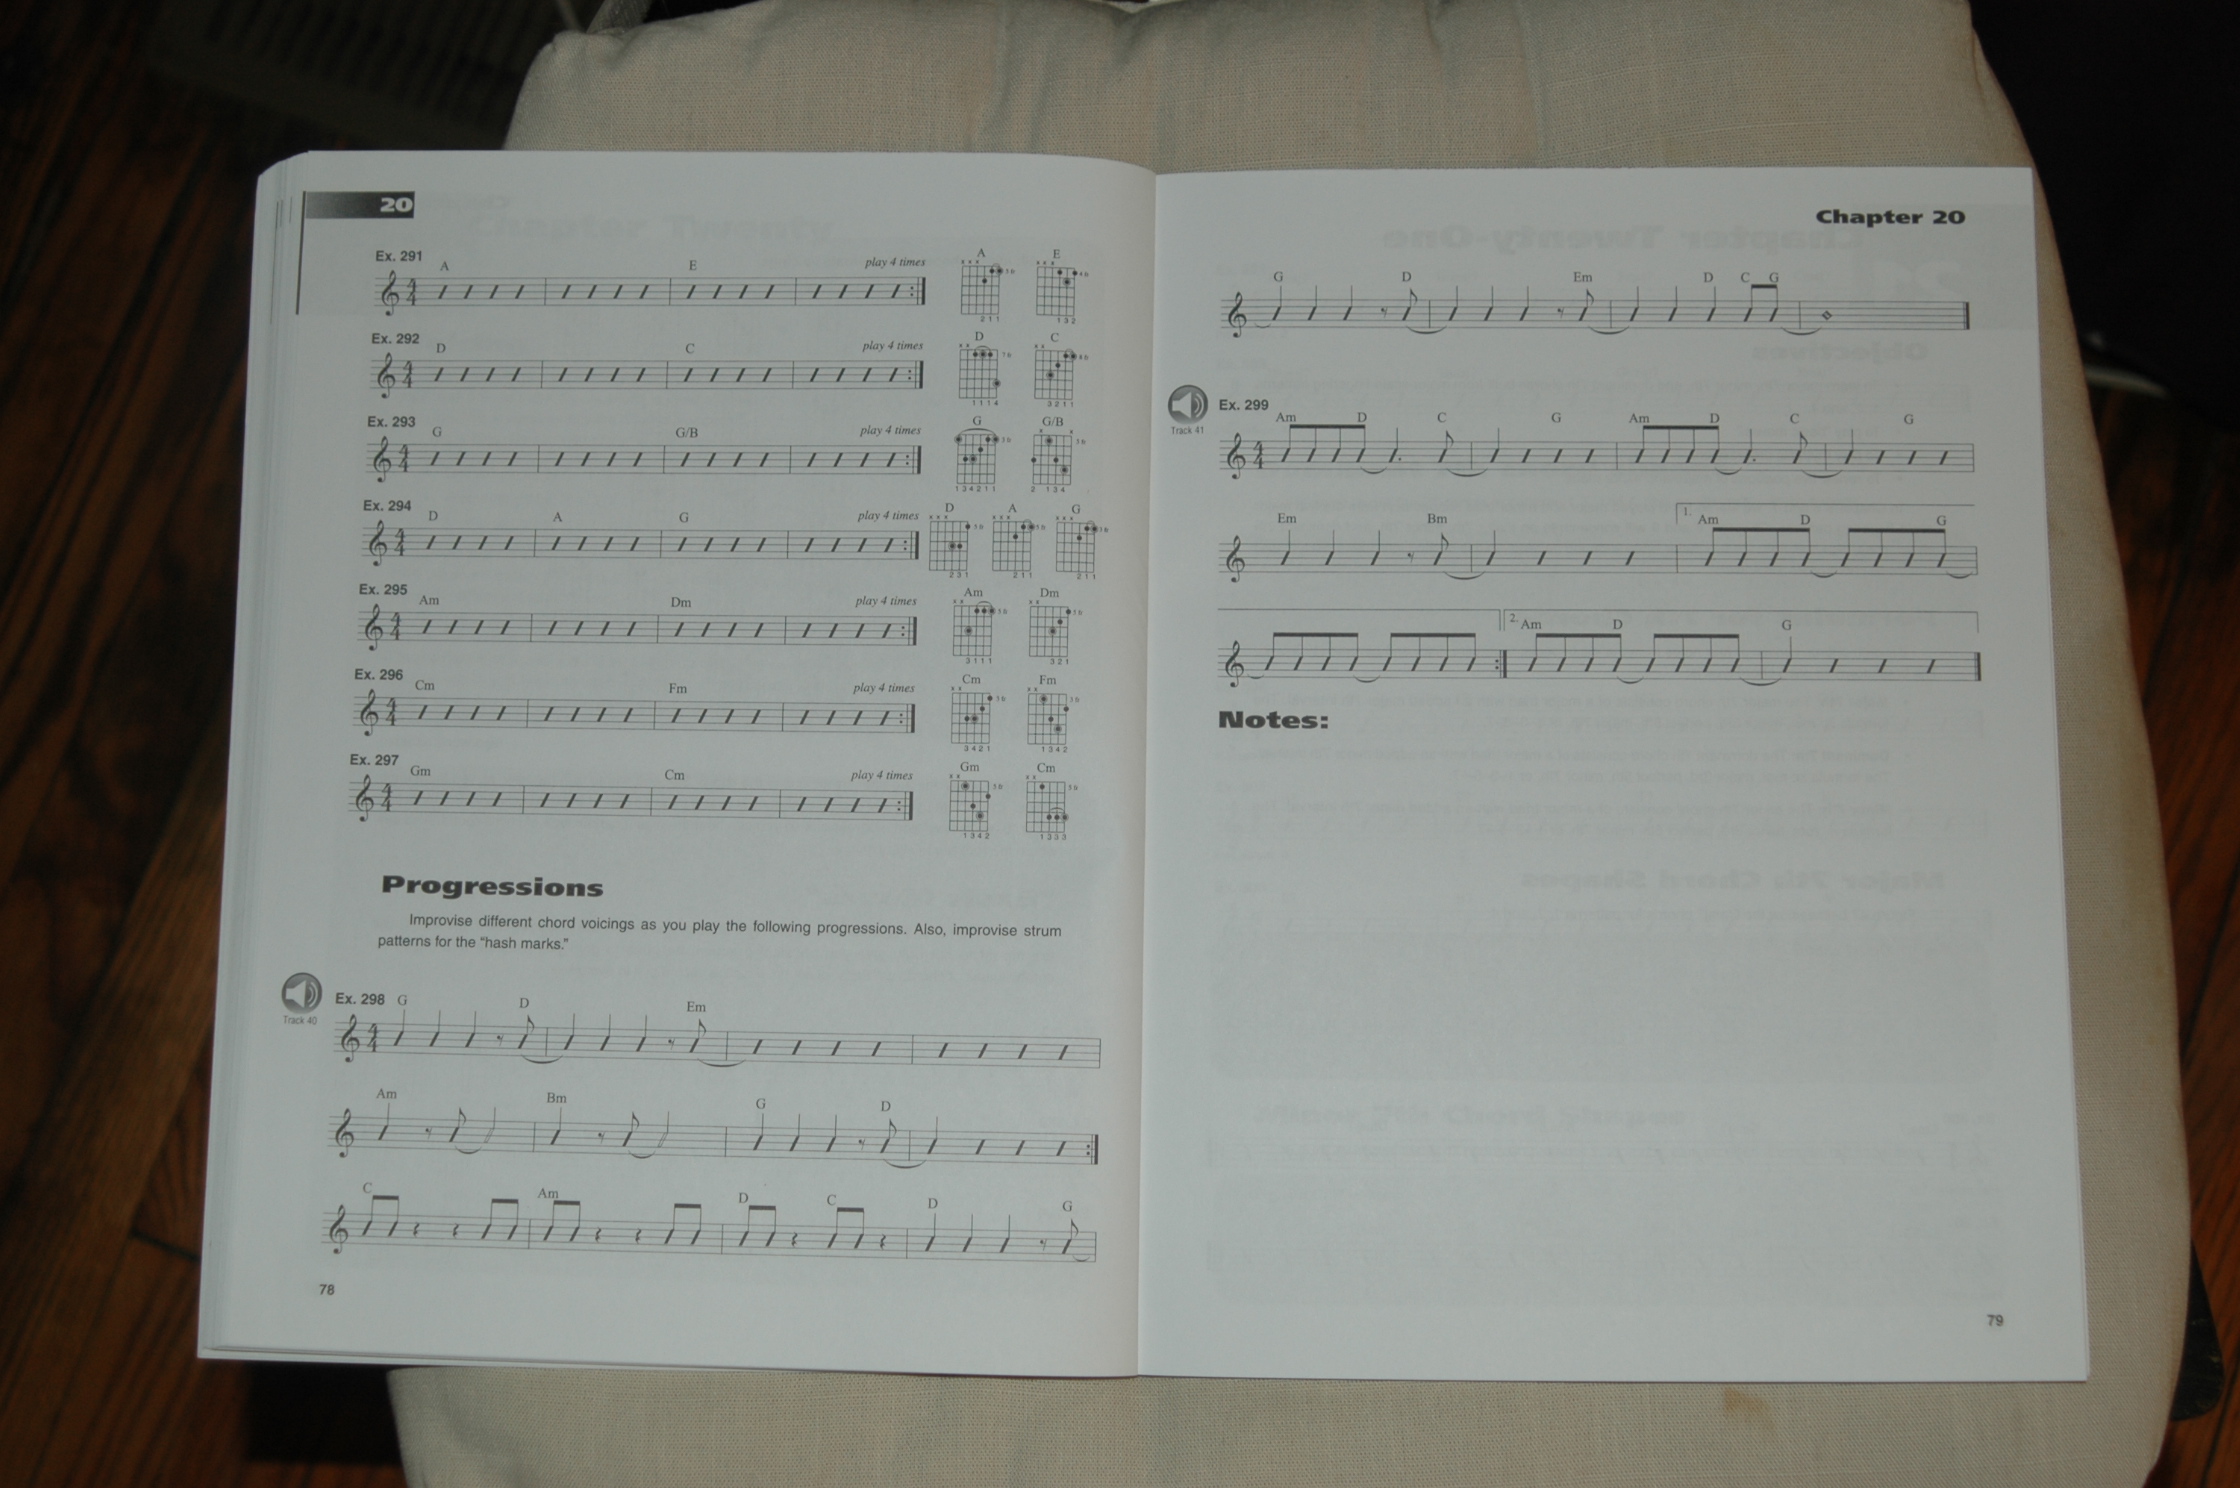 20
Ex. 291
A E play 4 times A E
Ex. 292
D C play 4 times D C
Ex. 293
G G/B play 4 times G G/B
Ex. 294
D A G play 4 times D A G
Ex. 295
Am Dm play 4 times Am Dm
Ex. 296
Cm Fm play 4 times Cm Fm
Ex. 297
Gm Cm play 4 times Gm Cm
Progressions
Improvise different chord voicings as you play the following progressions. Also, improvise strum
patterns for the “hash marks.”
Track 40
Ex. 298 G D Em
Am Bm G D
C Am D C D G
78
Chapter 20
G D Em D C G
Track 41
Ex. 299
Am D C G Am D C G
Em Bm 1. Am D G
2. Am D G
Notes:
79